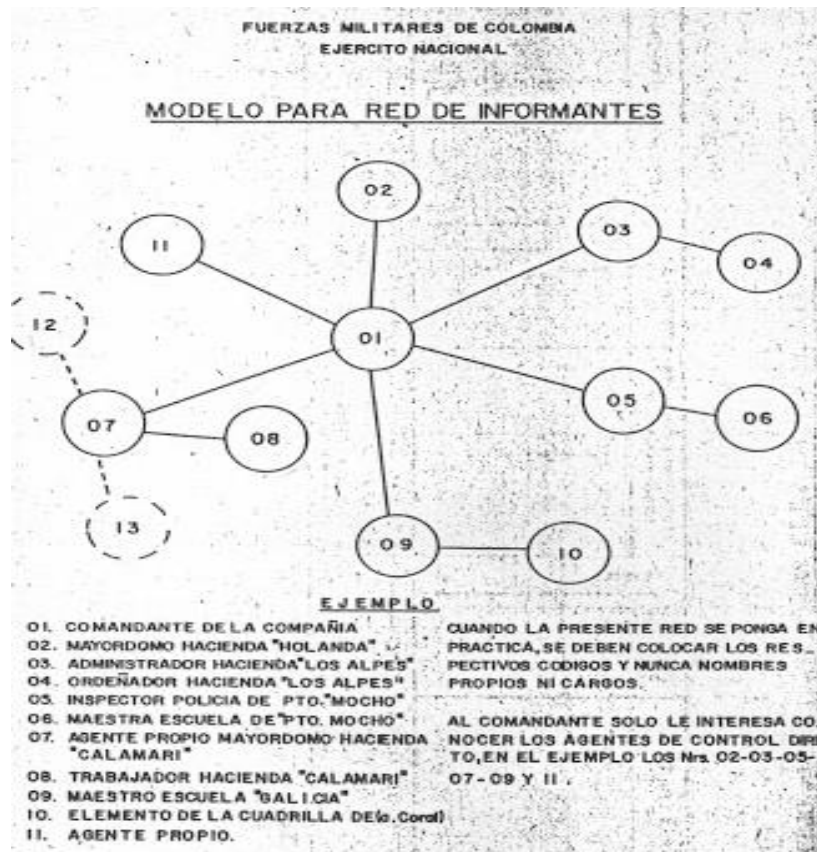 FUERZAS MILITARES DE COLOMBIA
EJERCITO NACIONAL
MODELO PARA RED DE INFORMANTES
02
11
03
04
12
01
05
06
07
08
13
09
10
EJEMPLO
01. COMANDANTE DE LA COMPAÑIA
02. MAYORDOMO HACIENDA "HOLANDA"
03. ADMINISTRADOR HACIENDA "LOS ALPES"
04. ORDEÑADOR HACIENDA "LOS ALPES"
05. INSPECTOR POLICIA DE PTO. "MOCHO"
06. MAESTRA ESCUELA DE "PTO. MOCHO"
07. AGENTE PROPIO MAYORDOMO HACIENDA
"CALAMARI"
08. TRABAJADOR HACIENDA "CALAMARI"
09. MAESTRO ESCUELA "GALICIA"
10. ELEMENTO DE LA CUADRILLA DE(a. Coral)
11. AGENTE PROPIO.
CUANDO LA PRESENTE RED SE PONGA EN
PRACTICA, SE DEBEN COLOCAR LOS RES_
PECTIVOS CODIGOS Y NUNCA NOMBRES
PROPIOS NI CARGOS.
AL COMANDANTE SOLO LE INTERESA CO
NOCER LOS AGENTES DE CONTROL DIRE
TO, EN EL EJEMPLO LOS Nrs. 02-03-05-
07-09 Y 11.